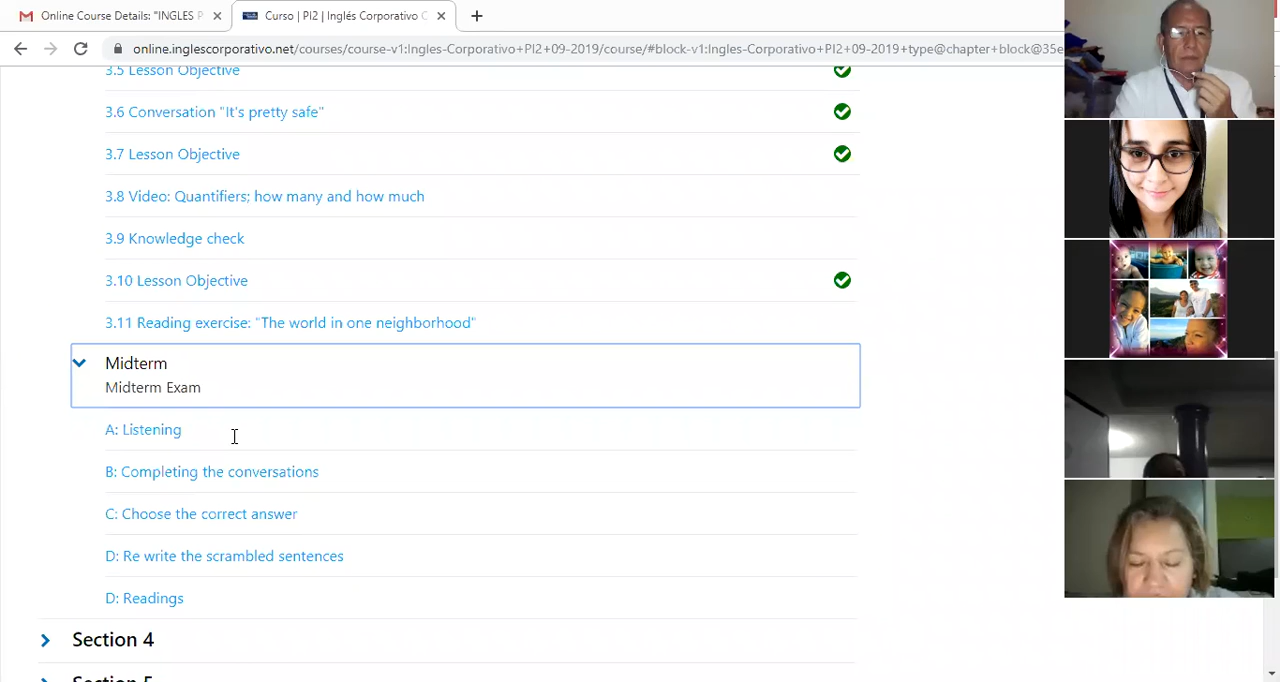 Online Course Details: "INGLES P
Curso | PI2 | Inglés Corporativo C
online.inglescorporativo.net/courses/course-v1:Ingles-Corporativo+PI2+09-2019/course/#block-v1:Ingles-Corporativo+PI2+09-2019+type@chapter+block@35e
3.5 Lesson Objective
3.6 Conversation "It's pretty safe"
3.7 Lesson Objective
3.8 Video: Quantifiers; how many and how much
3.9 Knowledge check
3.10 Lesson Objective
3.11 Reading exercise: "The world in one neighborhood"
Midterm
Midterm Exam
A: Listening
B: Completing the conversations
C: Choose the correct answer
D: Re write the scrambled sentences
D: Readings
Section 4
Section 5